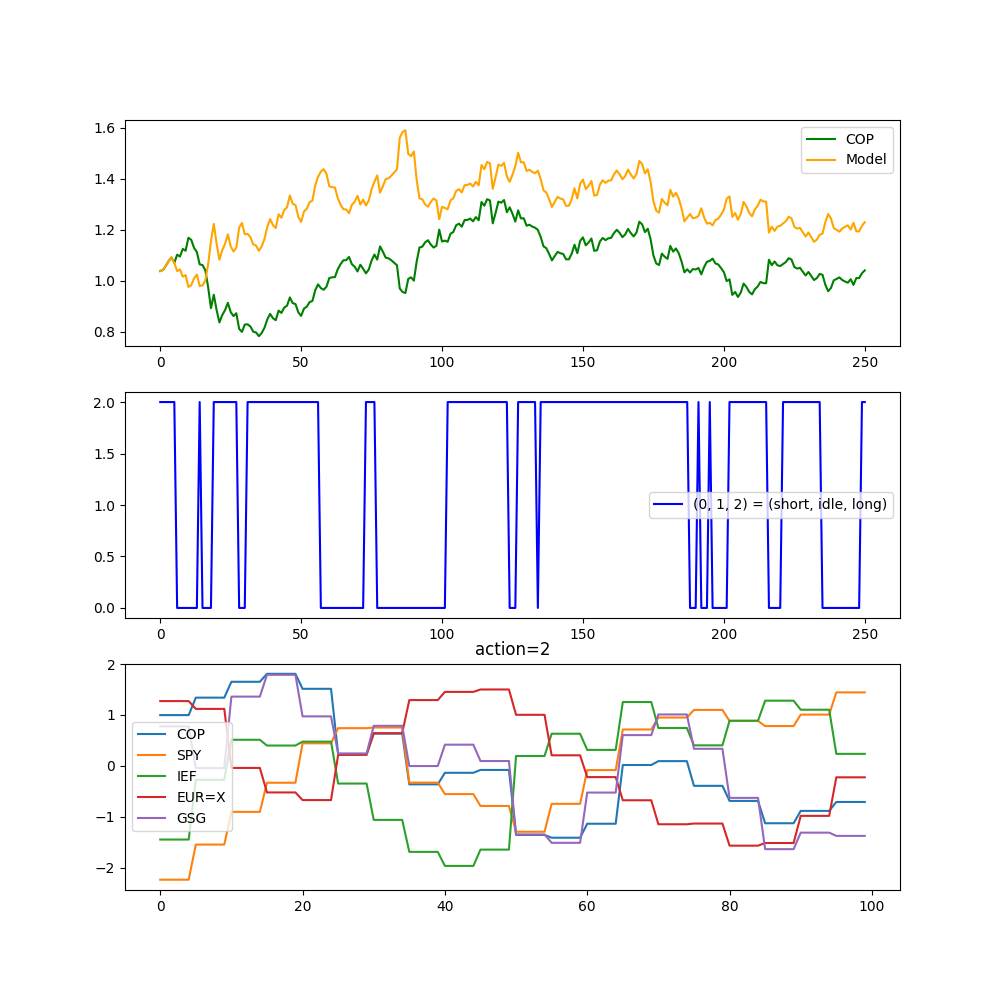 1.6
1.4
1.2
1.0
0.8
COP
Model
0 50 100 150 200 250
2.0
1.5
1.0
0.5
0.0
(0, 1, 2) = (short, idle, long)
0 50 100 150 200 250
action=2
2
1
0
−1
−2
COP
SPY
IEF
EUR=X
GSG
0 20 40 60 80 100